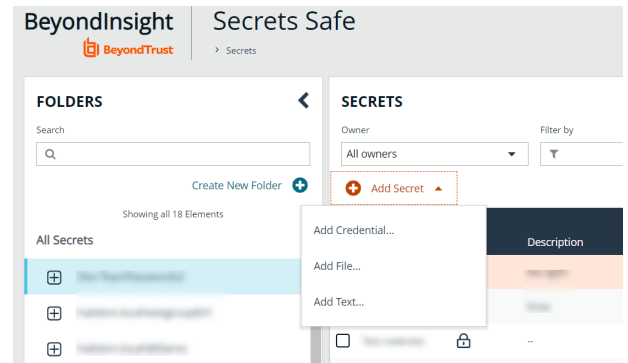 BeyondInsight
BeyondTrust
Secrets Safe
> Secrets
FOLDERS
Search
Create New Folder
Showing all 18 Elements
All Secrets
SECRETS
Owner
Filter by
All owners
Add Secret
Add Credential...
Add File...
Add Text...
Description
--